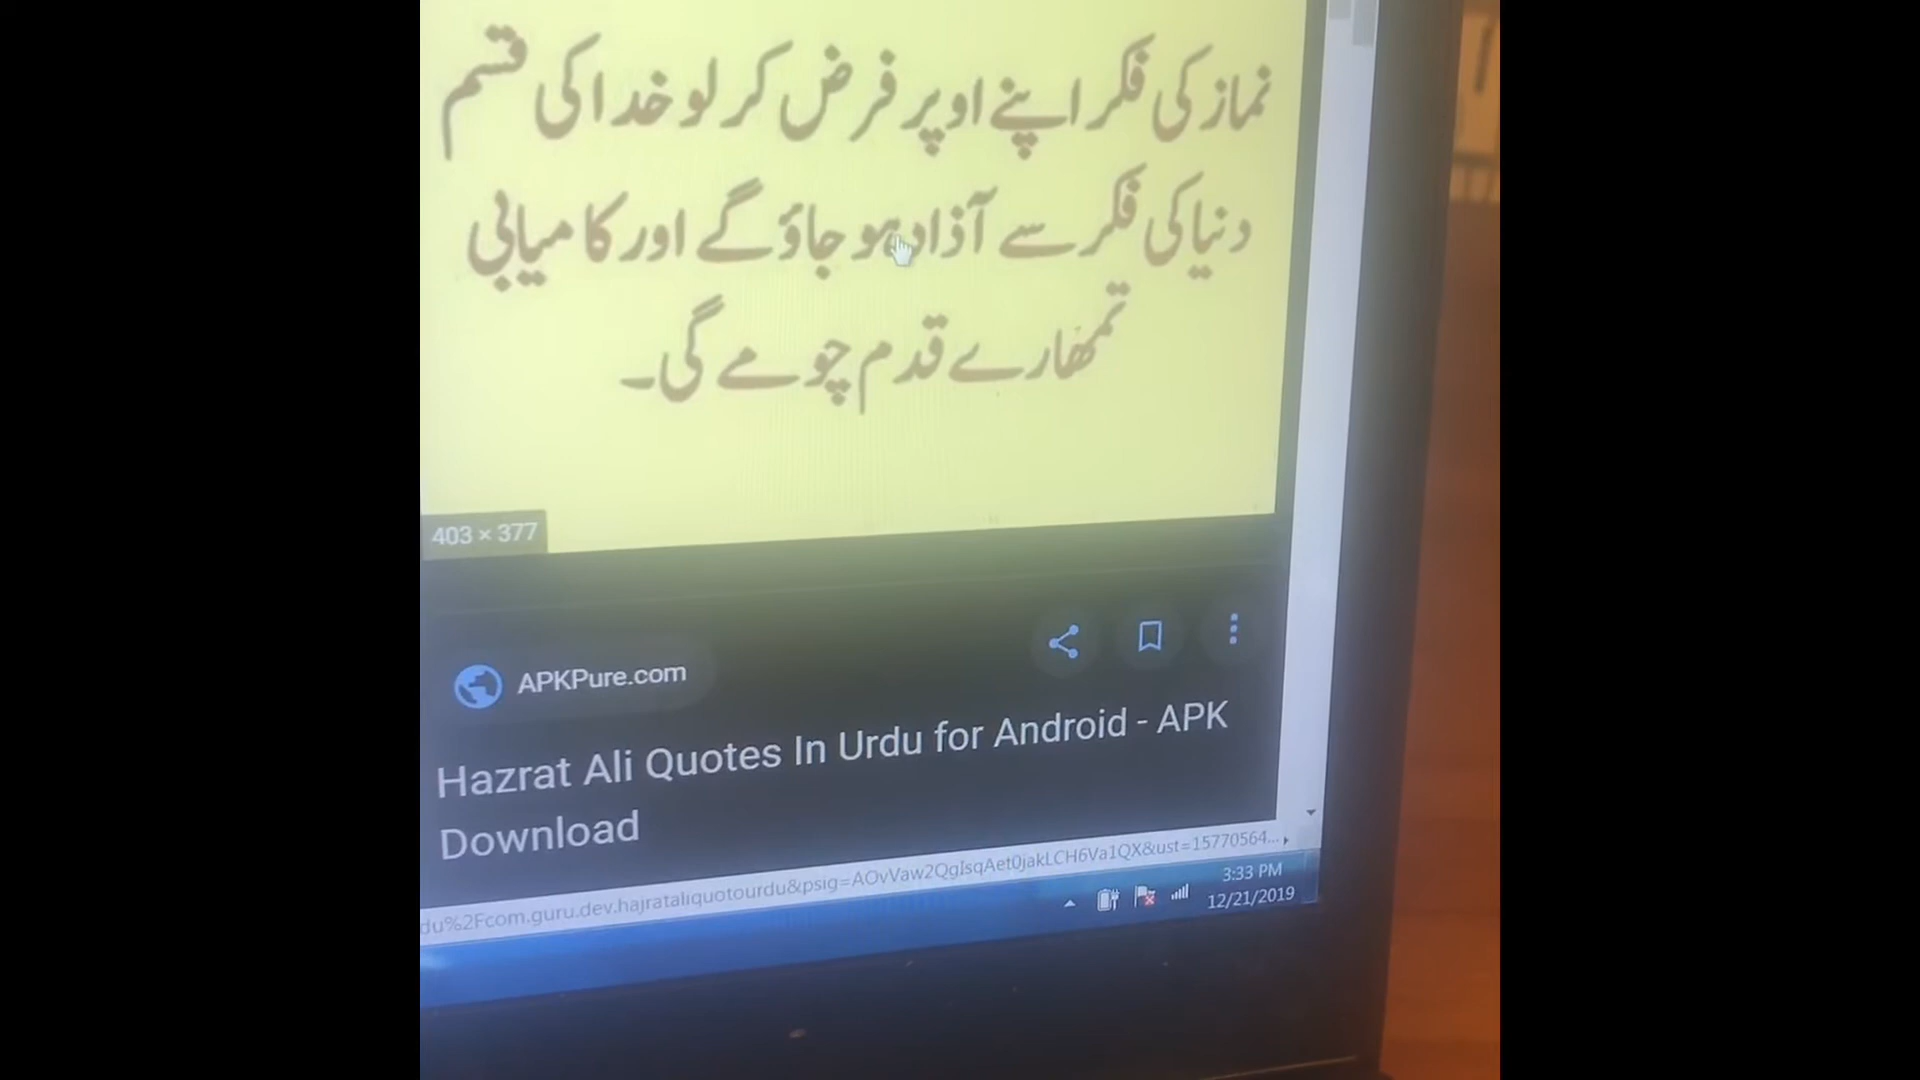 نماز کی فکر اپنے اوپر فرض کر لو خدا کی قسم
دنیا کی فکر سے آذاد ہو جاؤ گے اور کامیابی
تمھارے قدم چومے گی۔
403 × 377
APKPure.com
Hazrat Ali Quotes In Urdu for Android - APK
Download
du%2Fcom.guru.dev.hajrataliquotourdu&psig=AOvVaw2QgIsqAet0jakLCH6Va1QX&ust=15770564...
3:33 PM
12/21/2019